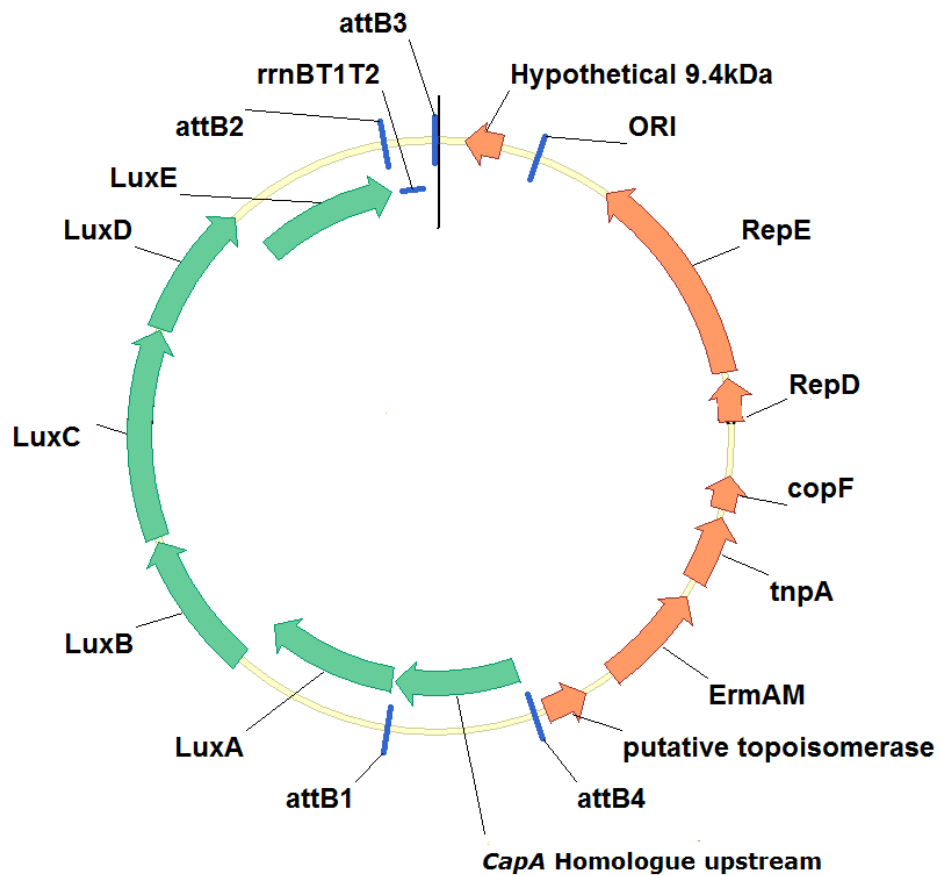 attB3
rrnBT1T2
Hypothetical 9.4kDa
attB2
ORI
LuxE
LuxD
RepE
RepD
LuxC
copF
tnpA
LuxB
ErmAM
LuxA
putative topoisomerase
attB1
attB4
CapA Homologue upstream